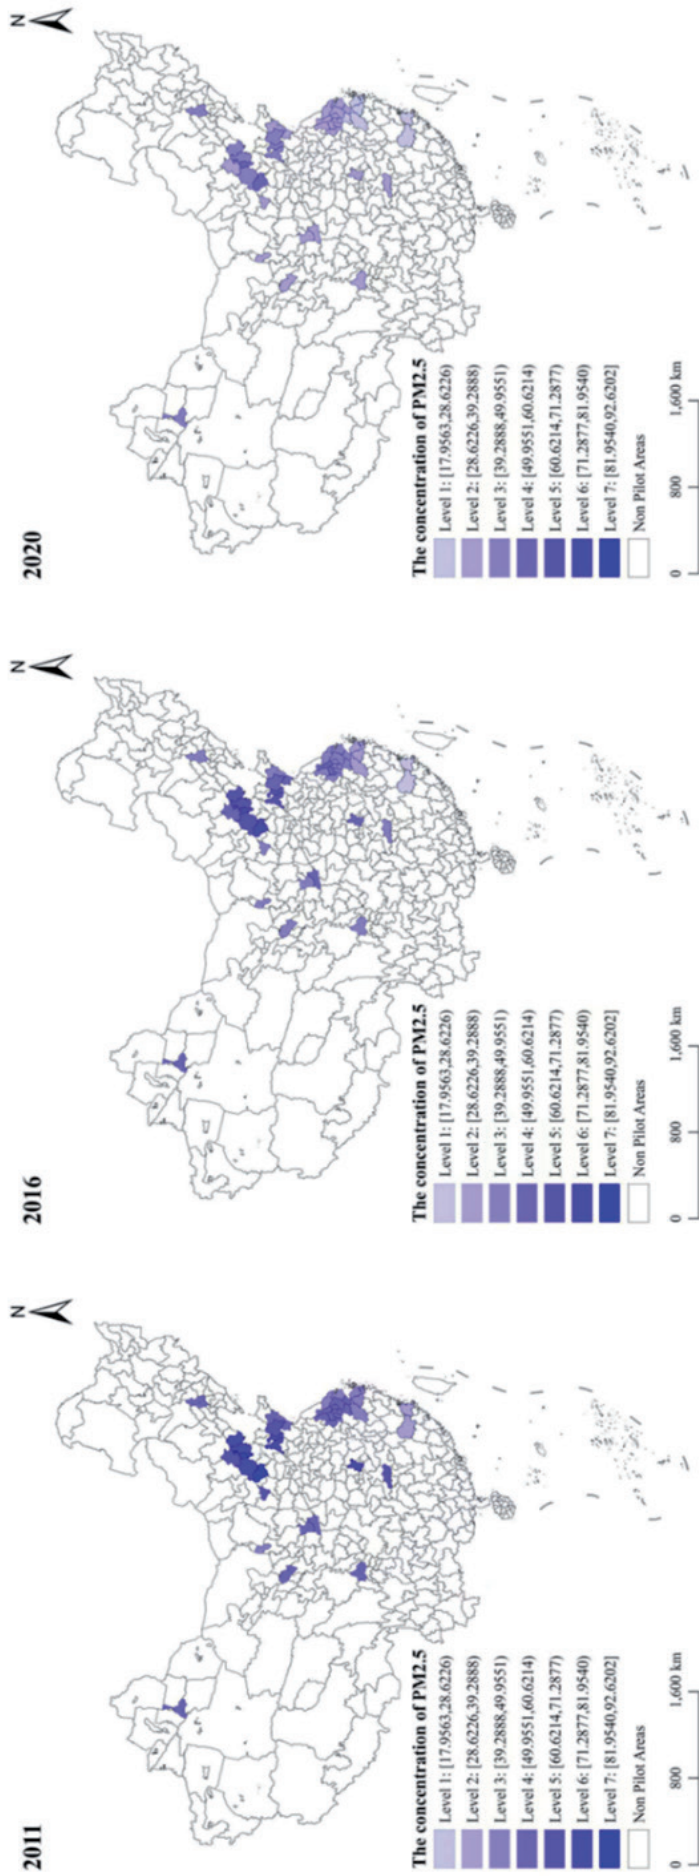 2020
N
The concentration of PM2.5
Level 1: [17.9563,28.6226)
Level 2: [28.6226,39.2888)
Level 3: [39.2888,49.9551)
Level 4: [49.9551,60.6214)
Level 5: [60.6214,71.2877)
Level 6: [71.2877,81.9540)
Level 7: [81.9540,92.6202]
Non Pilot Areas
0 800 1,600 km
2016
N
The concentration of PM2.5
Level 1: [17.9563,28.6226)
Level 2: [28.6226,39.2888)
Level 3: [39.2888,49.9551)
Level 4: [49.9551,60.6214)
Level 5: [60.6214,71.2877)
Level 6: [71.2877,81.9540)
Level 7: [81.9540,92.6202]
Non Pilot Areas
0 800 1,600 km
2011
N
The concentration of PM2.5
Level 1: [17.9563,28.6226)
Level 2: [28.6226,39.2888)
Level 3: [39.2888,49.9551)
Level 4: [49.9551,60.6214)
Level 5: [60.6214,71.2877)
Level 6: [71.2877,81.9540)
Level 7: [81.9540,92.6202]
Non Pilot Areas
0 800 1,600 km